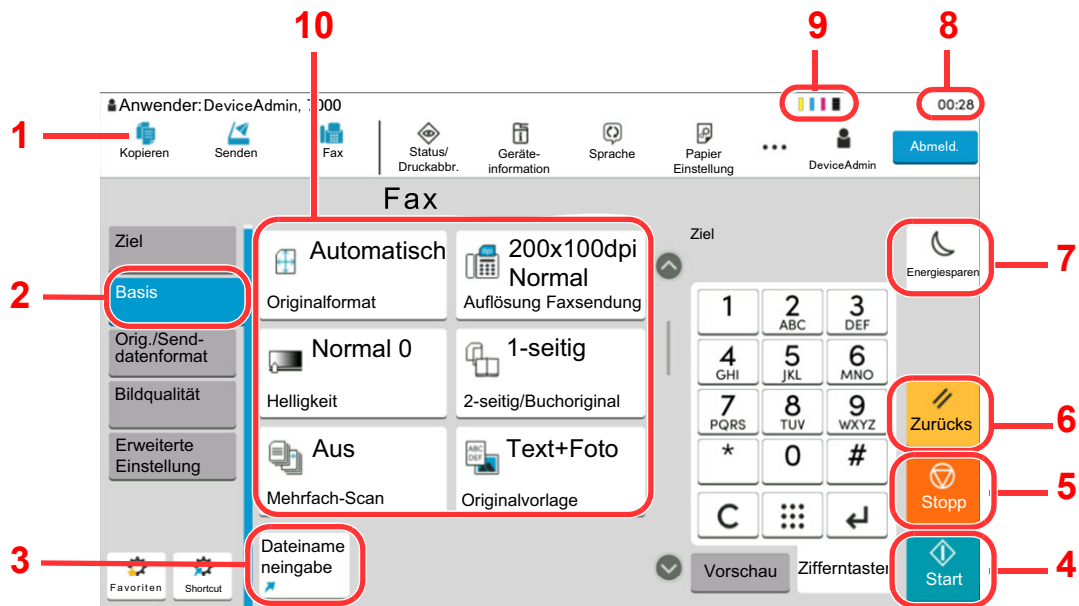 10
9
8
Anwender: DeviceAdmin, 7000
00:28
1
Kopieren
Senden
Fax
Status/
Druckabbr.
Geräte-
information
Sprache
Papier
Einstellung
DeviceAdmin
Abmeld.
Fax
Ziel
Automatisch
Originalformat
200x100dpi
Normal
Auflösung Faxsendung
Ziel
Energiesparen
7
2
Basis
Orig./Send-
datenformat
Bildqualität
Erweiterte
Einstellung
Normal 0
Helligkeit
1-seitig
2-seitig/Buchoriginal
Aus
Mehrfach-Scan
ABC
DEF
Text+Foto
Originalvorlage
1
2
ABC
3
DEF
4
GHI
5
JKL
6
MNO
7
PQRS
8
TUV
9
WXYZ
*
0
#
C
Zurücks
6
Stopp
5
3
Favoriten
Shortcut
Dateiname
neingabe
Vorschau
Zifferntaster
Start
4